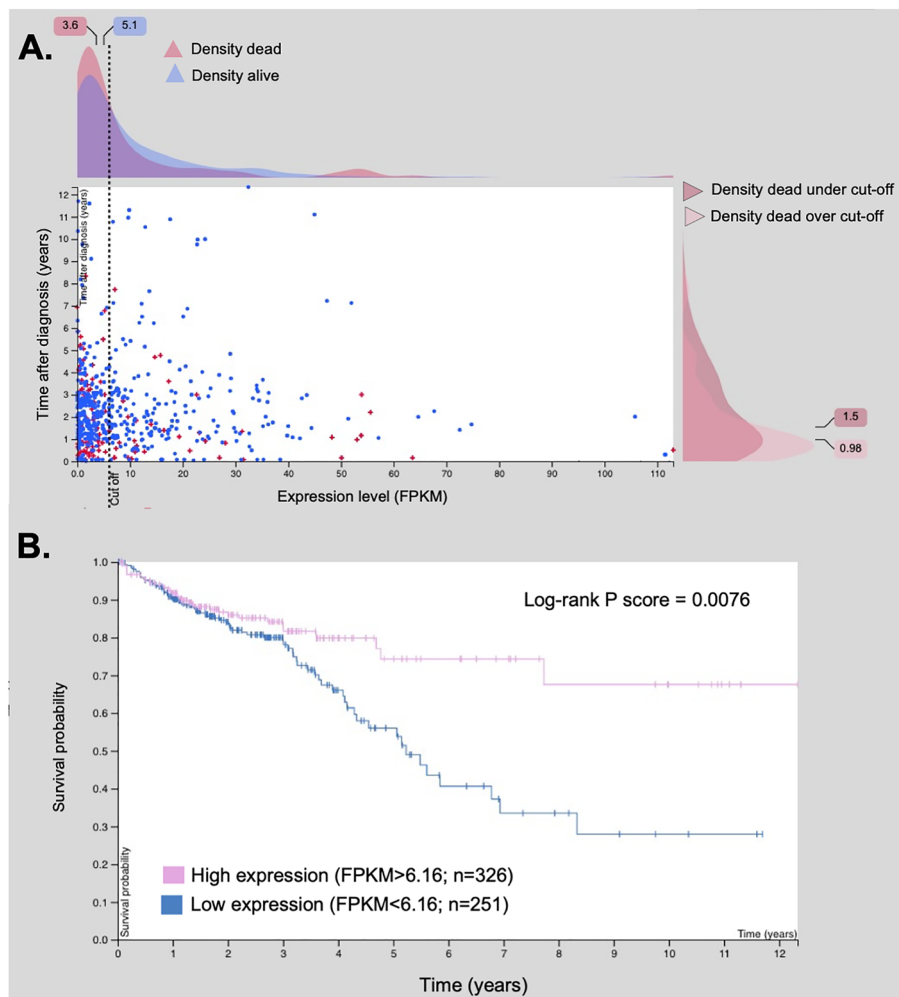 A.
3.6 5.1
Density dead
Density alive
Density dead under cut-off
Density dead over cut-off
Time after diagnosis (years)
Time after diagnosis (years)
12
11
10
9
8
7
6
5
4
3
2
1
0
1.5
0.98
0.0 10 20 30 40 50 60 70 80 90 100 110
Cut off
Expression level (FPKM)
B.
Log-rank P score = 0.0076
Survival probability
Survival probability
1.0
0.9
0.8
0.7
0.6
0.5
0.4
0.3
0.2
0.1
0.0
High expression (FPKM>6.16; n=326)
Low expression (FPKM<6.16; n=251)
Time (years)
0 1 2 3 4 5 6 7 8 9 10 11 12
Time (years)